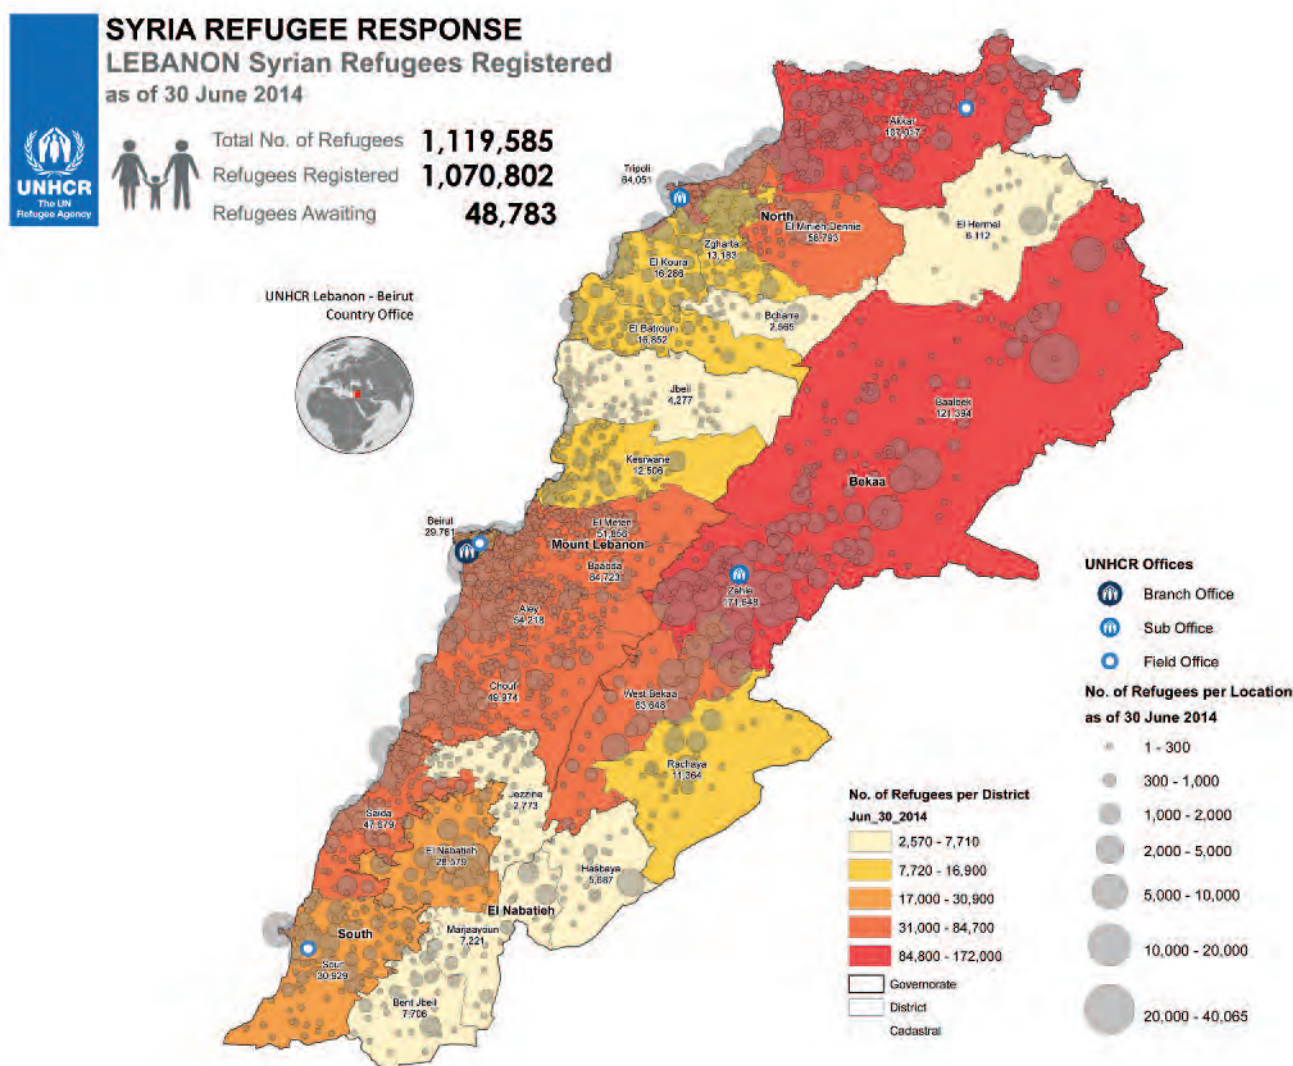 SYRIA REFUGEE RESPONSE
LEBANON Syrian Refugees Registered
as of 30 June 2014
UNHCR
The UN
Refugee Agency
Total No. of Refugees 1,119,585
Refugees Registered 1,070,802
Refugees Awaiting 48,783
UNHCR Lebanon - Beirut
Country Office
Akkar
Tripoli
64,051
North
El Minieh-Dennie
58,793
El Hermel
6,112
Zgharta
13,183
El Koura
16,286
Bcharre
2,565
El Batroun
16,852
Jbeil
4,277
Baalbek
121,394
Kesrwane
12,506
Bekaa
Beirut
29,761
El Meten
51,856
Mount Lebanon
Baabda
84,723
Zahle
171,648
Aley
54,218
Chouf
49,974
West Bekaa
63,648
Rachaya
11,364
Jezzine
2,773
Saida
47,679
El Nabatieh
28,579
Hasbaya
5,687
El Nabatieh
South
Marjaayoun
7,221
Sour
30,929
Bent Jbeil
7,706
UNHCR Offices
Branch Office
Sub Office
Field Office
No. of Refugees per Location
as of 30 June 2014
1 - 300
300 - 1,000
1,000 - 2,000
2,000 - 5,000
5,000 - 10,000
10,000 - 20,000
20,000 - 40,065
No. of Refugees per District
Jun_30_2014
2,570 - 7,710
7,720 - 16,900
17,000 - 30,900
31,000 - 84,700
84,800 - 172,000
Governorate
District
Cadastral